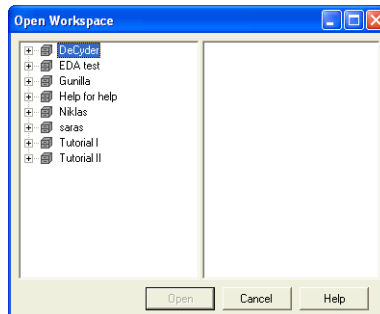 Open Workspace
DeCyder
EDA test
Gunilla
Help for help
Niklas
saras
Tutorial I
Tutorial II
Open Cancel Help